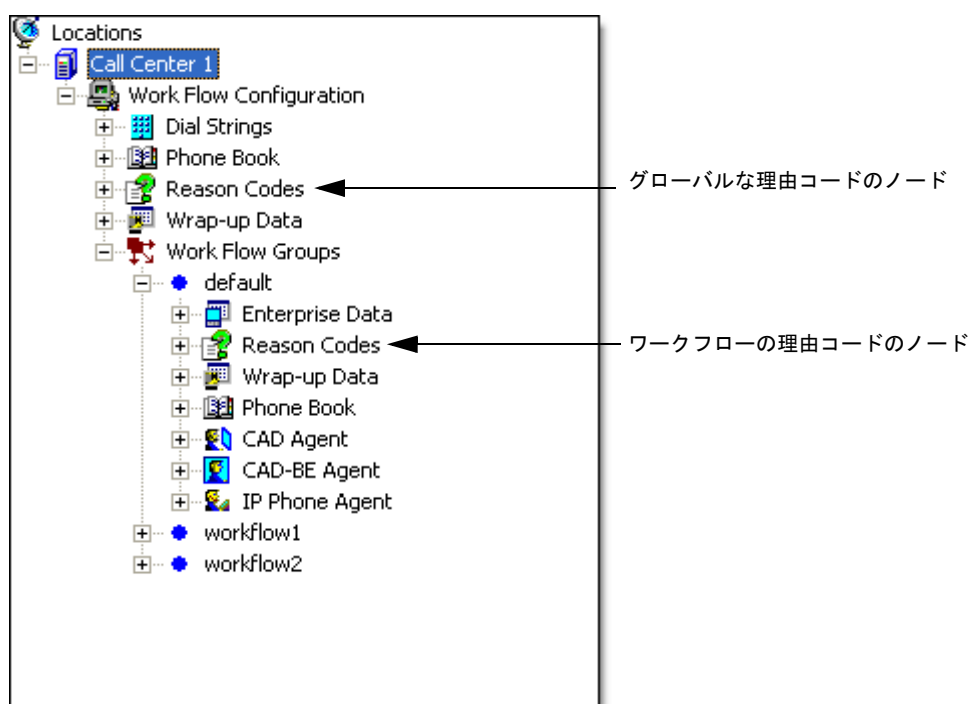 Locations
Call Center 1
Work Flow Configuration
Dial Strings
Phone Book
Reason Codes
グローバルな理由コードのノード
Wrap-up Data
Work Flow Groups
default
Enterprise Data
Reason Codes
ワークフローの理由コードのノード
Wrap-up Data
Phone Book
CAD Agent
CAD-BE Agent
IP Phone Agent
workflow1
workflow2